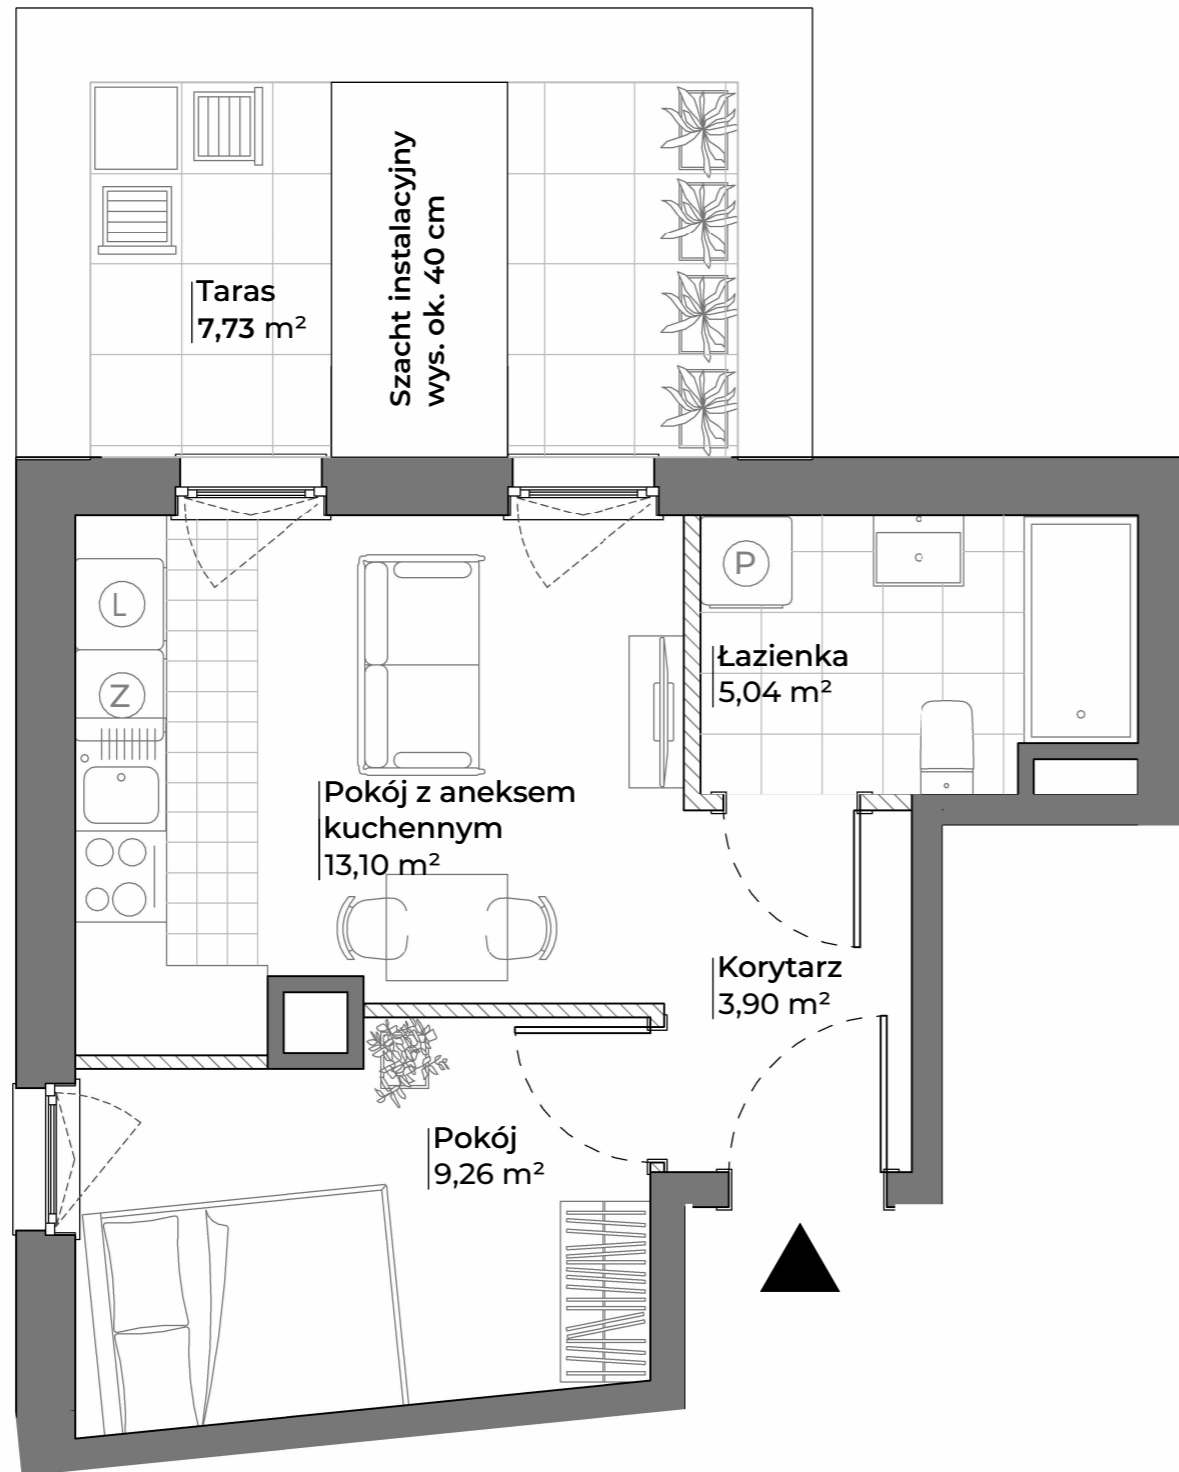 Szacht instalacyjny
wys. ok. 40 cm
Taras
7,73 m²
L
Z
P
Łazienka
5,04 m²
Pokój z aneksem
kuchennym
13,10 m²
Korytarz
3,90 m²
Pokój
9,26 m²